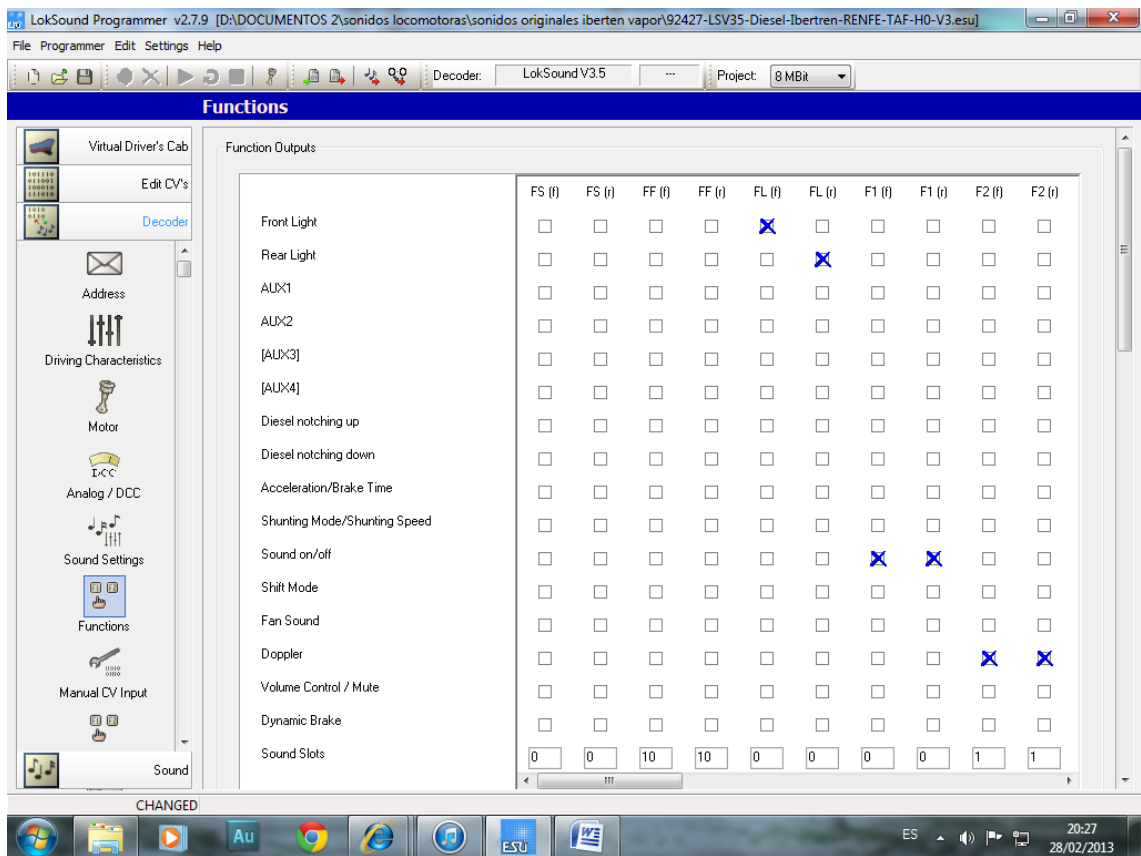 LokSound Programmer v2.7.9 [D:\DOCUMENTOS 2\sonidos locomotoras\sonidos originales iberten vapor\92427-LSV35-Diesel-Ibertren-RENFE-TAF-H0-V3.esu]
File Programmer Edit Settings Help
Decoder: LokSound V3.5 --- Project: 8 MBit
Functions
Virtual Driver's Cab
Edit CV's
Decoder
Address
Driving Characteristics
Motor
DCC
Analog / DCC
Sound Settings
Functions
Manual CV Input
Sound
Function Outputs
FS (f) FS (r) FF (f) FF (r) FL (f) FL (r) F1 (f) F1 (r) F2 (f) F2 (r)
Front Light
Rear Light
AUX1
AUX2
[AUX3]
[AUX4]
Diesel notching up
Diesel notching down
Acceleration/Brake Time
Shunting Mode/Shunting Speed
Sound on/off
Shift Mode
Fan Sound
Doppler
Volume Control / Mute
Dynamic Brake
Sound Slots 0 0 10 10 0 0 0 0 1 1
CHANGED
Au ESU W ES 20:27
28/02/2013